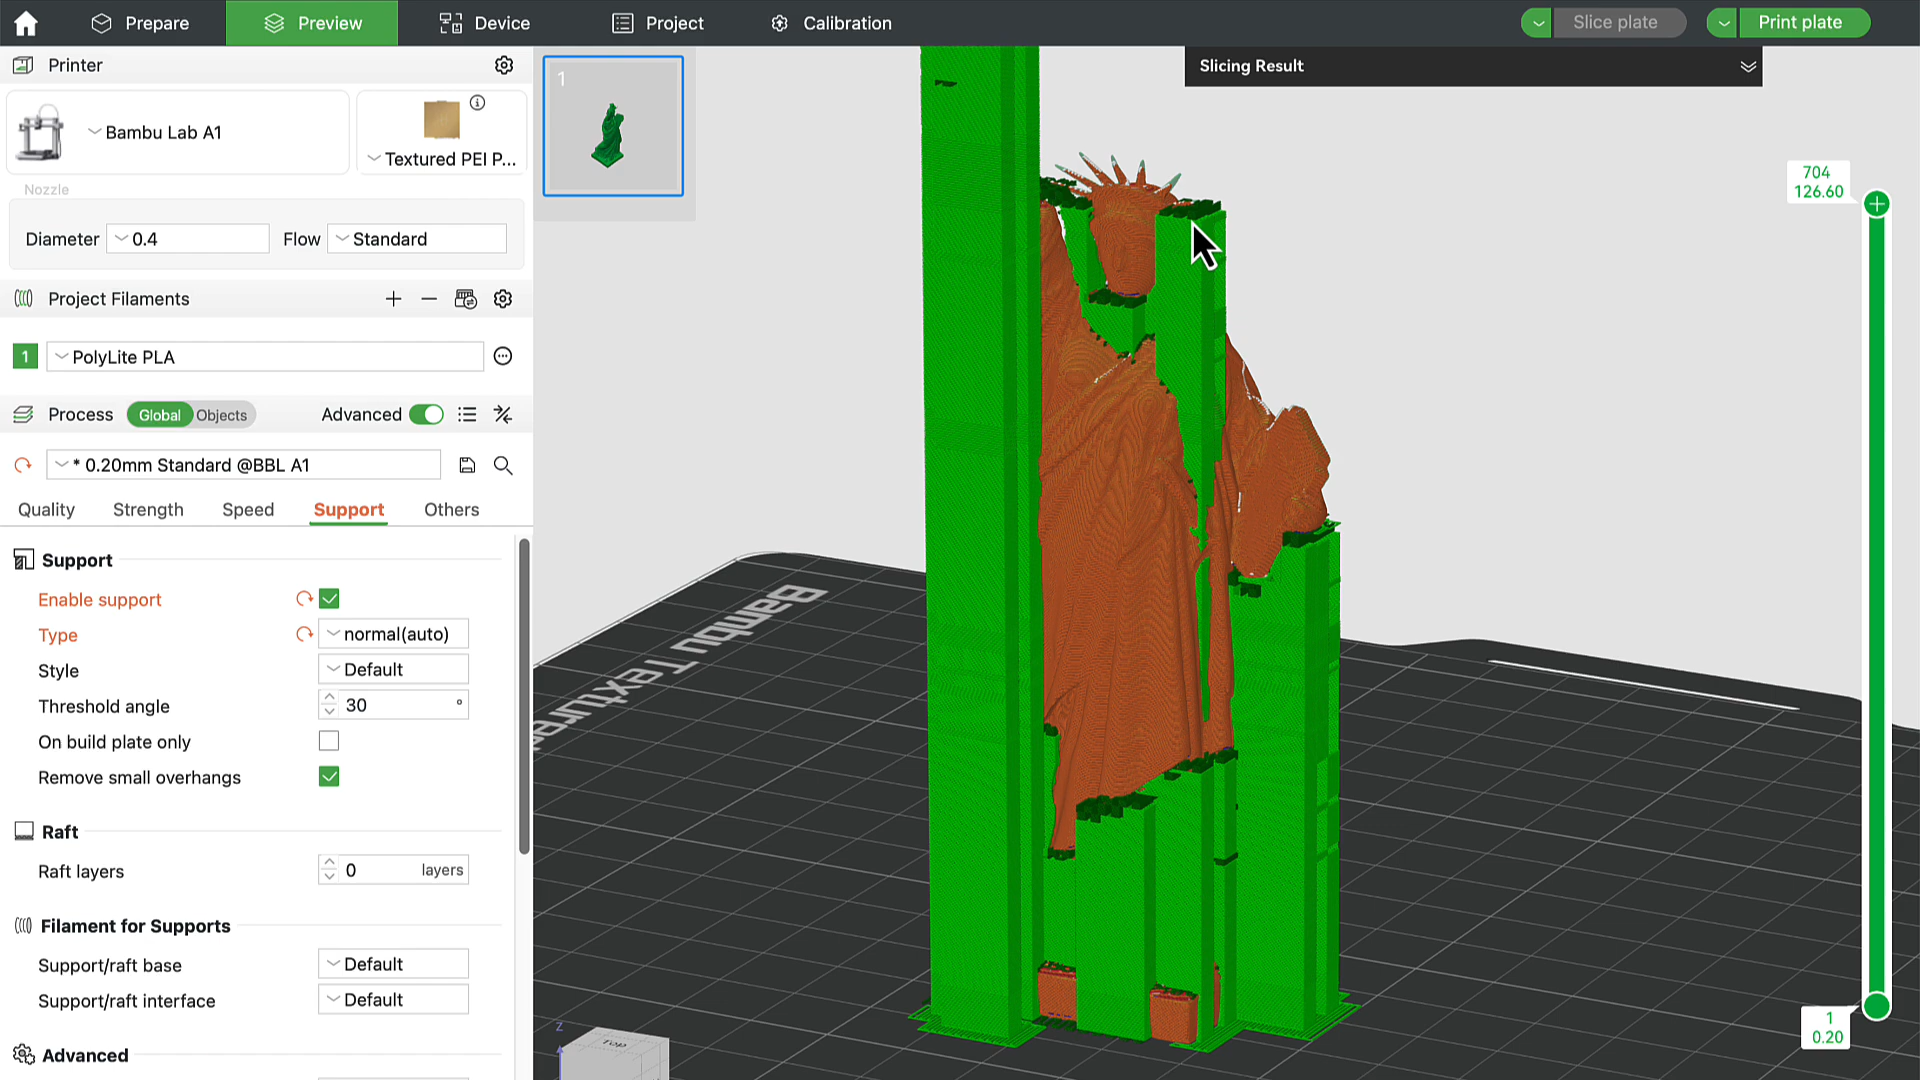 Prepare
Preview
Device
Project
Calibration
Slice plate
Print plate
Printer
Bambu Lab A1
Textured PEI P...
Nozzle
Diameter
0.4
Flow
Standard
Project Filaments
1
PolyLite PLA
Process
Global
Objects
Advanced
* 0.20mm Standard @BBL A1
Quality
Strength
Speed
Support
Others
Support
Enable support
Type
normal(auto)
Style
Default
Threshold angle
30
°
On build plate only
Remove small overhangs
Raft
Raft layers
0
layers
Filament for Supports
Support/raft base
Default
Support/raft interface
Default
Advanced
1
Slicing Result
704
126.60
Bambu Texture
1
0.20
Z
Top